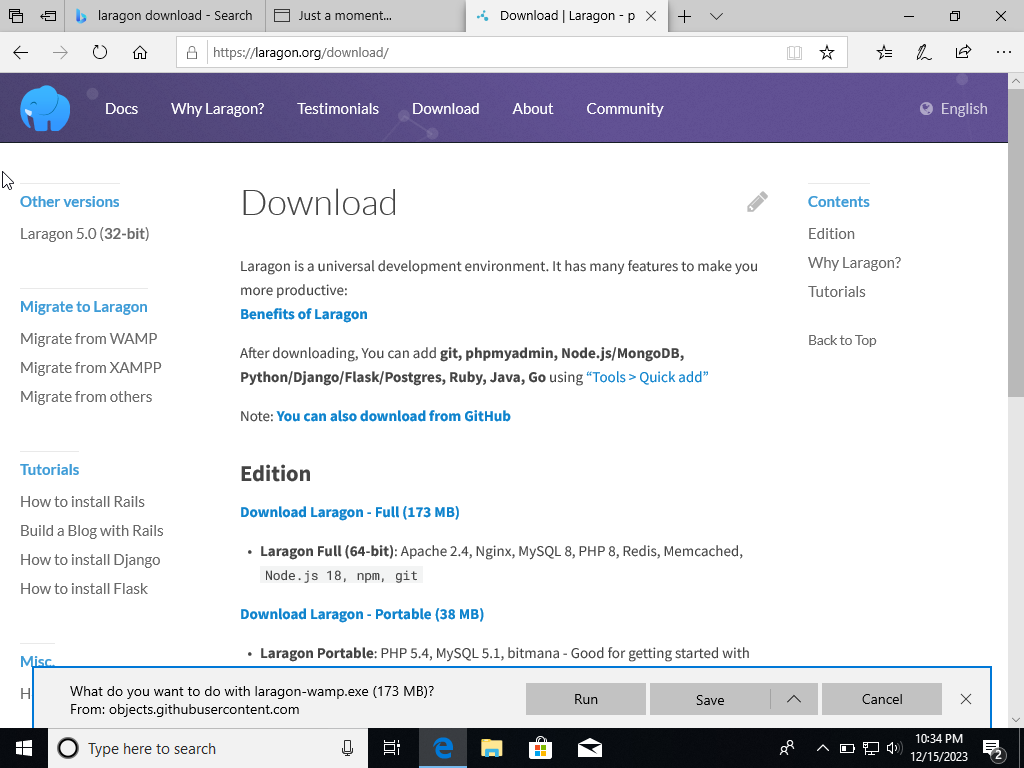 laragon download - Search
Just a moment...
Download | Laragon - p
https://laragon.org/download/
Docs
Why Laragon?
Testimonials
Download
About
Community
English
Other versions
Laragon 5.0 (32-bit)
Migrate to Laragon
Migrate from WAMP
Migrate from XAMPP
Migrate from others
Tutorials
How to install Rails
Build a Blog with Rails
How to install Django
How to install Flask
Misc.
H
Download
Laragon is a universal development environment. It has many features to make you
more productive:
Benefits of Laragon
After downloading, You can add git, phpmyadmin, Node.js/MongoDB,
Python/Django/Flask/Postgres, Ruby, Java, Go using “Tools > Quick add”
Note: You can also download from GitHub
Edition
Download Laragon - Full (173 MB)
• Laragon Full (64-bit): Apache 2.4, Nginx, MySQL 8, PHP 8, Redis, Memcached,
Node.js 18, npm, git
Download Laragon - Portable (38 MB)
• Laragon Portable: PHP 5.4, MySQL 5.1, bitmana - Good for getting started with
Contents
Edition
Why Laragon?
Tutorials
Back to Top
What do you want to do with laragon-wamp.exe (173 MB)?
From: objects.githubusercontent.com
Run
Save
Cancel
Type here to search
10:34 PM
12/15/2023
2